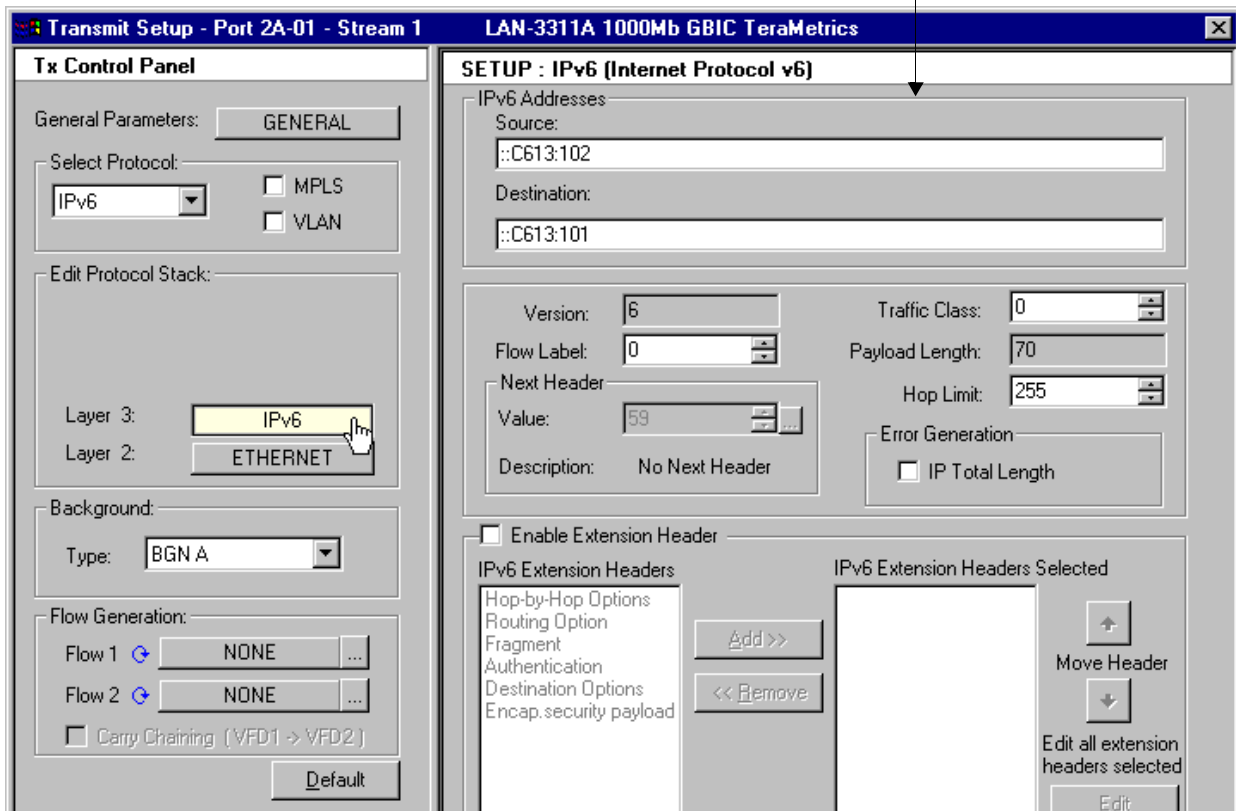 Transmit Setup - Port 2A-01 - Stream 1 LAN-3311A 1000Mb GBIC TeraMetrics
Tx Control Panel
General Parameters: GENERAL
Select Protocol:
IPv6
MPLS
VLAN
Edit Protocol Stack:
Layer 3: IPv6
Layer 2: ETHERNET
Background:
Type: BGN A
Flow Generation:
Flow 1 NONE ...
Flow 2 NONE ...
Carry Chaining (VFD1 -> VFD2)
Default
SETUP : IPv6 (Internet Protocol v6)
IPv6 Addresses
Source:
::C613:102
Destination:
::C613:101
Version: 6
Traffic Class: 0
Flow Label: 0
Payload Length: 70
Next Header
Hop Limit: 255
Value: 59 ...
Error Generation
Description: No Next Header
IP Total Length
Enable Extension Header
IPv6 Extension Headers
Hop-by-Hop Options
Routing Option
Fragment
Authentication
Destination Options
Encap.security payload
Add >>
<< Remove
IPv6 Extension Headers Selected
Move Header
Edit all extension
headers selected
Edit